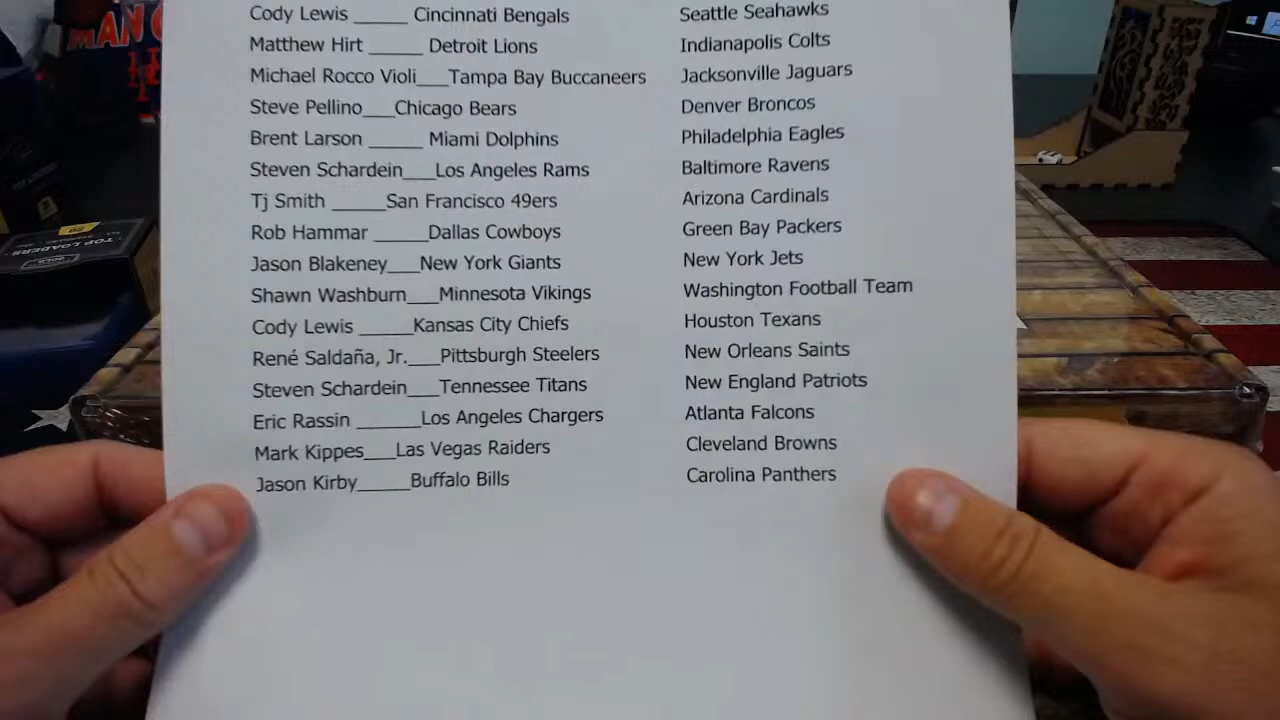 MAN
Cody Lewis ______ Cincinnati Bengals Seattle Seahawks
Matthew Hirt ______ Detroit Lions Indianapolis Colts
Michael Rocco Violi___Tampa Bay Buccaneers Jacksonville Jaguars
Steve Pellino___Chicago Bears Denver Broncos
Brent Larson ______ Miami Dolphins Philadelphia Eagles
Steven Schardein___Los Angeles Rams Baltimore Ravens
Tj Smith ______San Francisco 49ers Arizona Cardinals
Rob Hammar ______Dallas Cowboys Green Bay Packers
Jason Blakeney___New York Giants New York Jets
Shawn Washburn___Minnesota Vikings Washington Football Team
Cody Lewis ______Kansas City Chiefs Houston Texans
René Saldaña, Jr.___Pittsburgh Steelers New Orleans Saints
Steven Schardein___Tennessee Titans New England Patriots
Eric Rassin _______Los Angeles Chargers Atlanta Falcons
Mark Kippes___Las Vegas Raiders Cleveland Browns
Jason Kirby______Buffalo Bills Carolina Panthers
TOP LOADERS